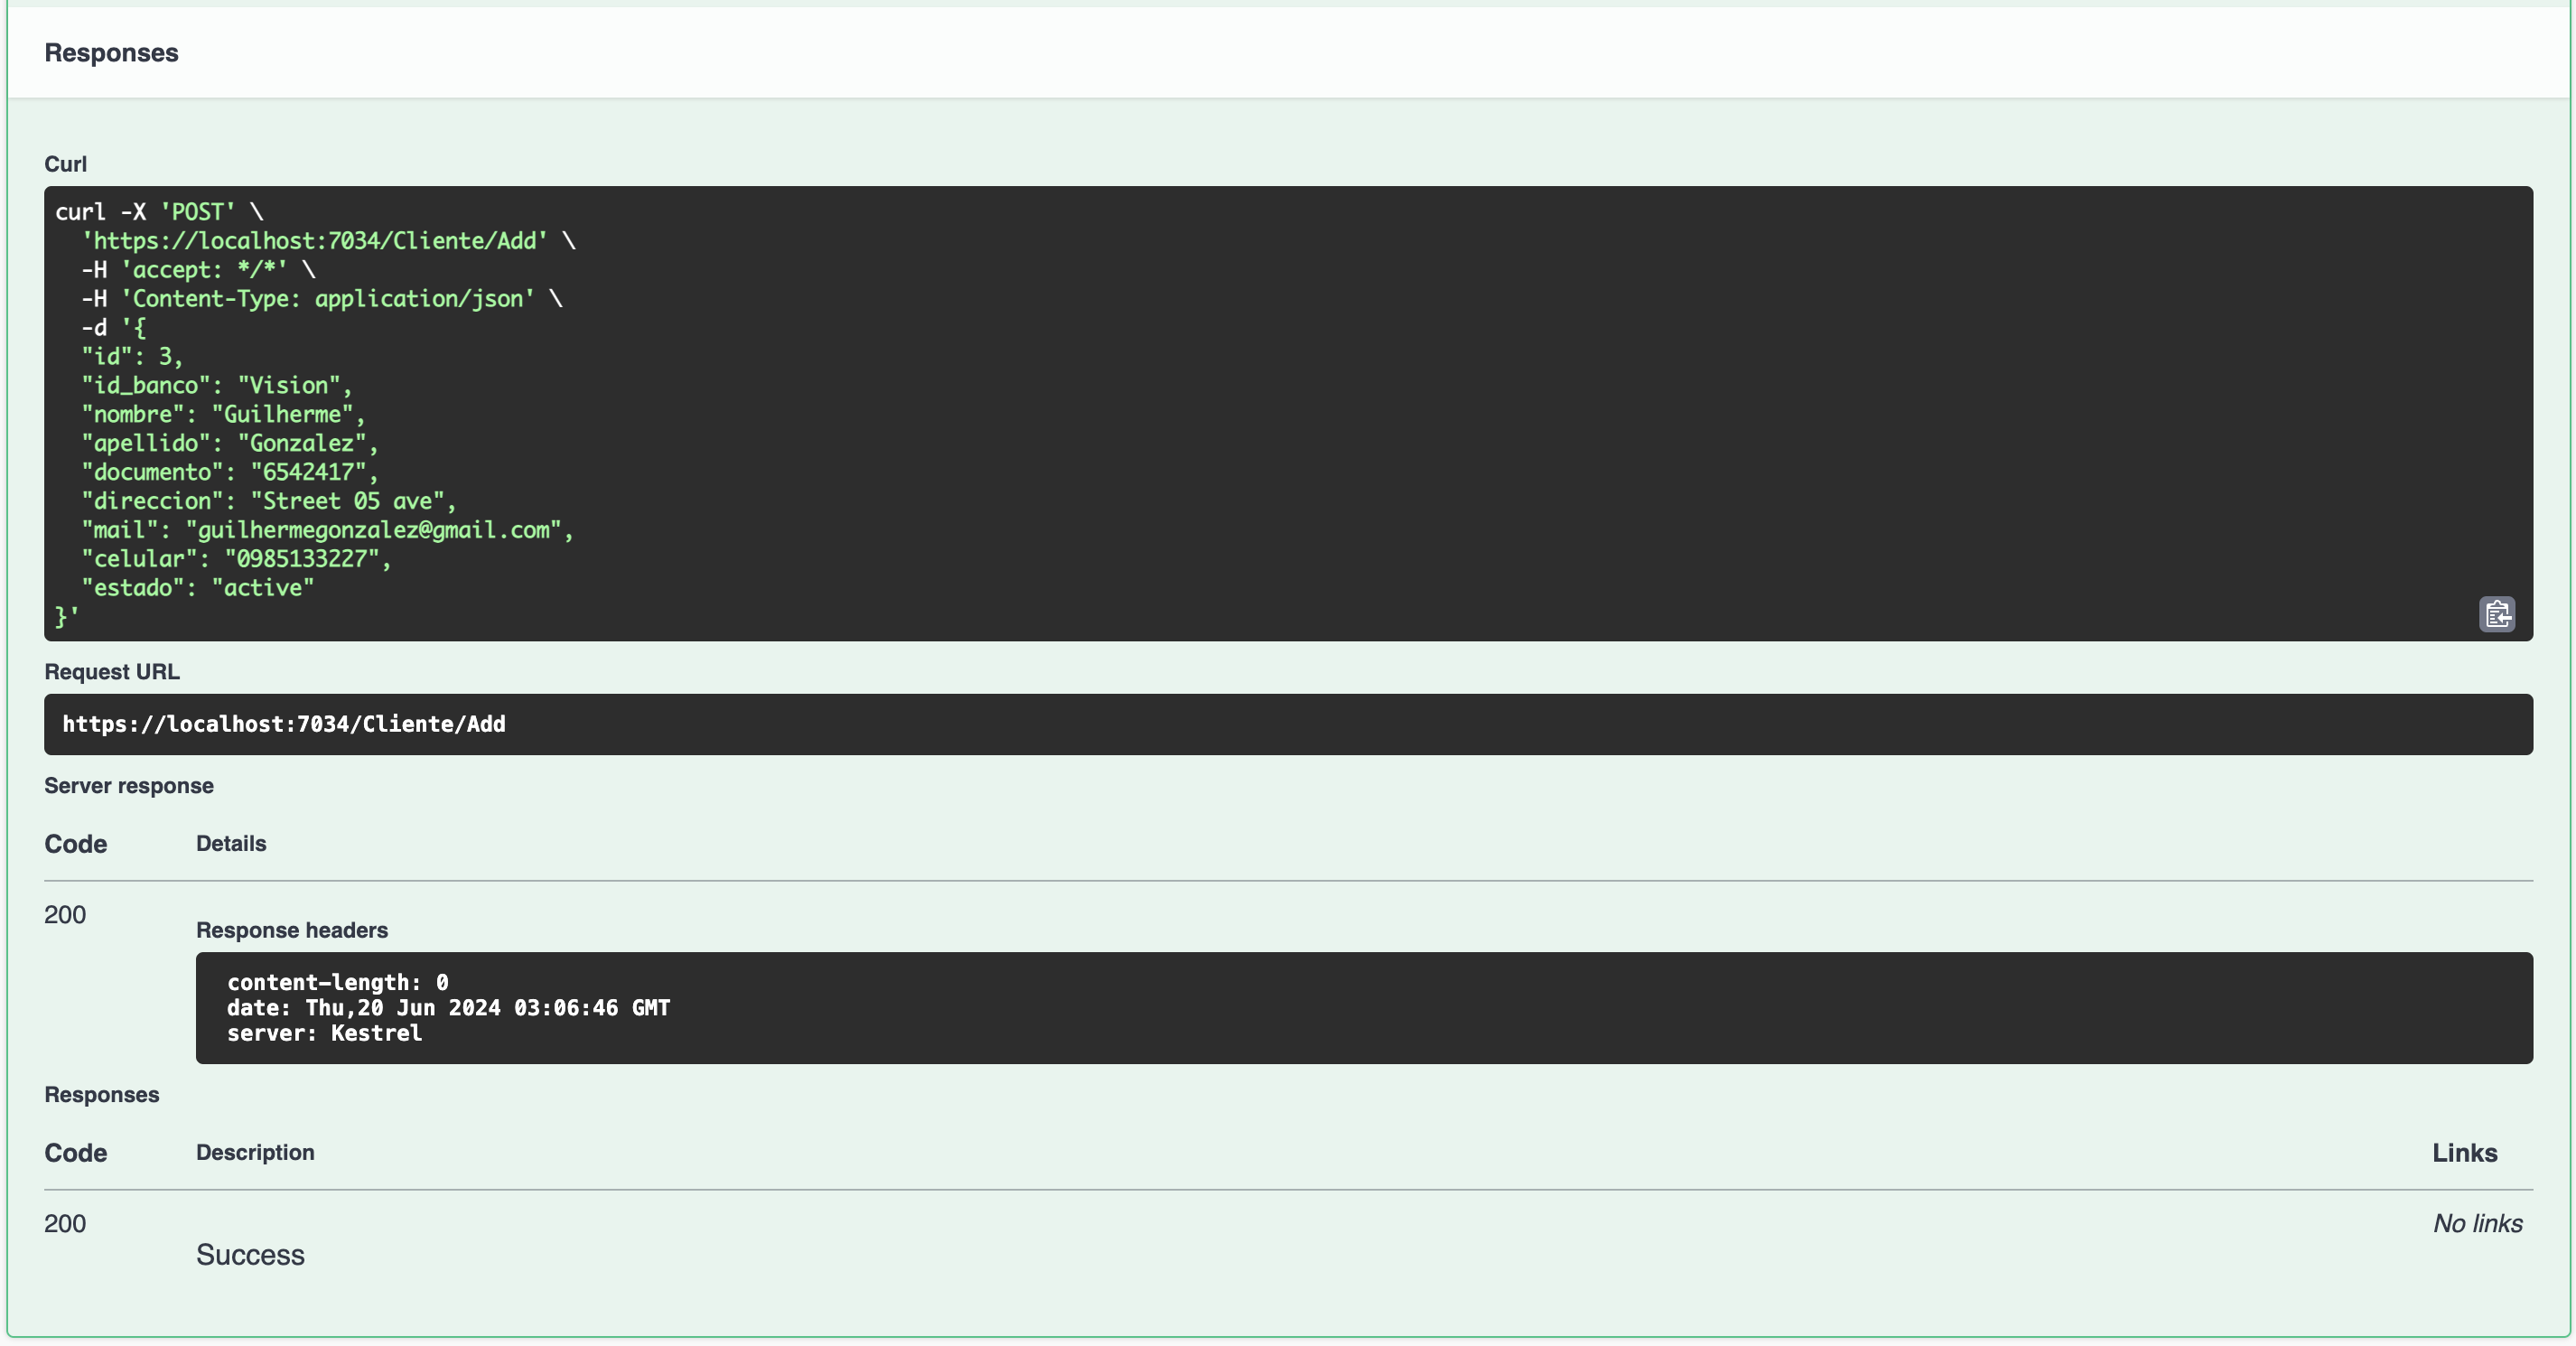 Responses
Curl
curl -X 'POST' \
  'https://localhost:7034/Cliente/Add' \
  -H 'accept: */*' \
  -H 'Content-Type: application/json' \
  -d '{
  "id": 3,
  "id_banco": "Vision",
  "nombre": "Guilherme",
  "apellido": "Gonzalez",
  "documento": "6542417",
  "direccion": "Street 05 ave",
  "mail": "guilhermegonzalez@gmail.com",
  "celular": "0985133227",
  "estado": "active"
}'
Request URL
https://localhost:7034/Cliente/Add
Server response
Code Details
200
Response headers
content-length: 0
date: Thu,20 Jun 2024 03:06:46 GMT
server: Kestrel
Responses
Code Description Links
200 No links
Success